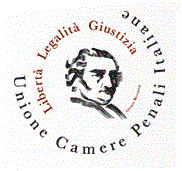 Libertà Legalità Giustizia
Unione Camere Penali Italiane